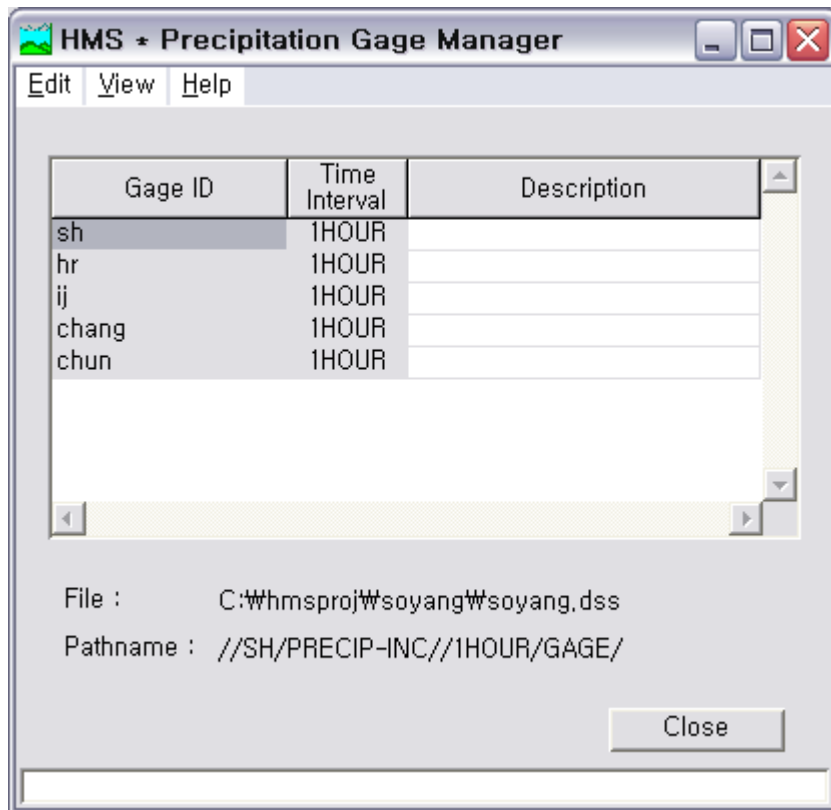 HMS * Precipitation Gage Manager
Edit View Help
Gage ID Time Interval Description
sh 1HOUR
hr 1HOUR
ij 1HOUR
chang 1HOUR
chun 1HOUR
File : C:₩hmsproj₩soyang₩soyang.dss
Pathname : //SH/PRECIP-INC//1HOUR/GAGE/
Close